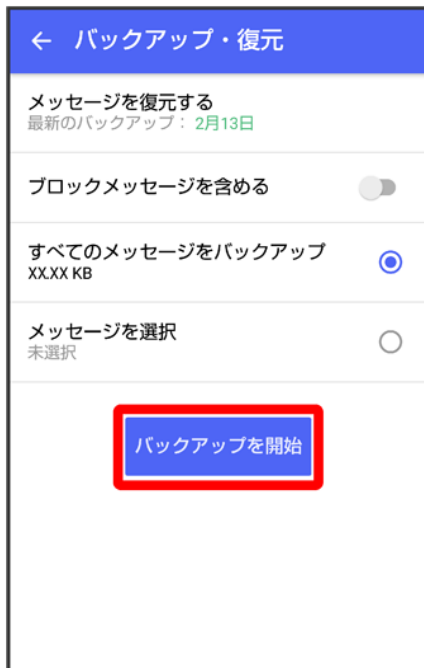 バックアップ・復元
メッセージを復元する
最新のバックアップ： 2月13日
ブロックメッセージを含める
すべてのメッセージをバックアップ
XX.XX KB
メッセージを選択
未選択
バックアップを開始